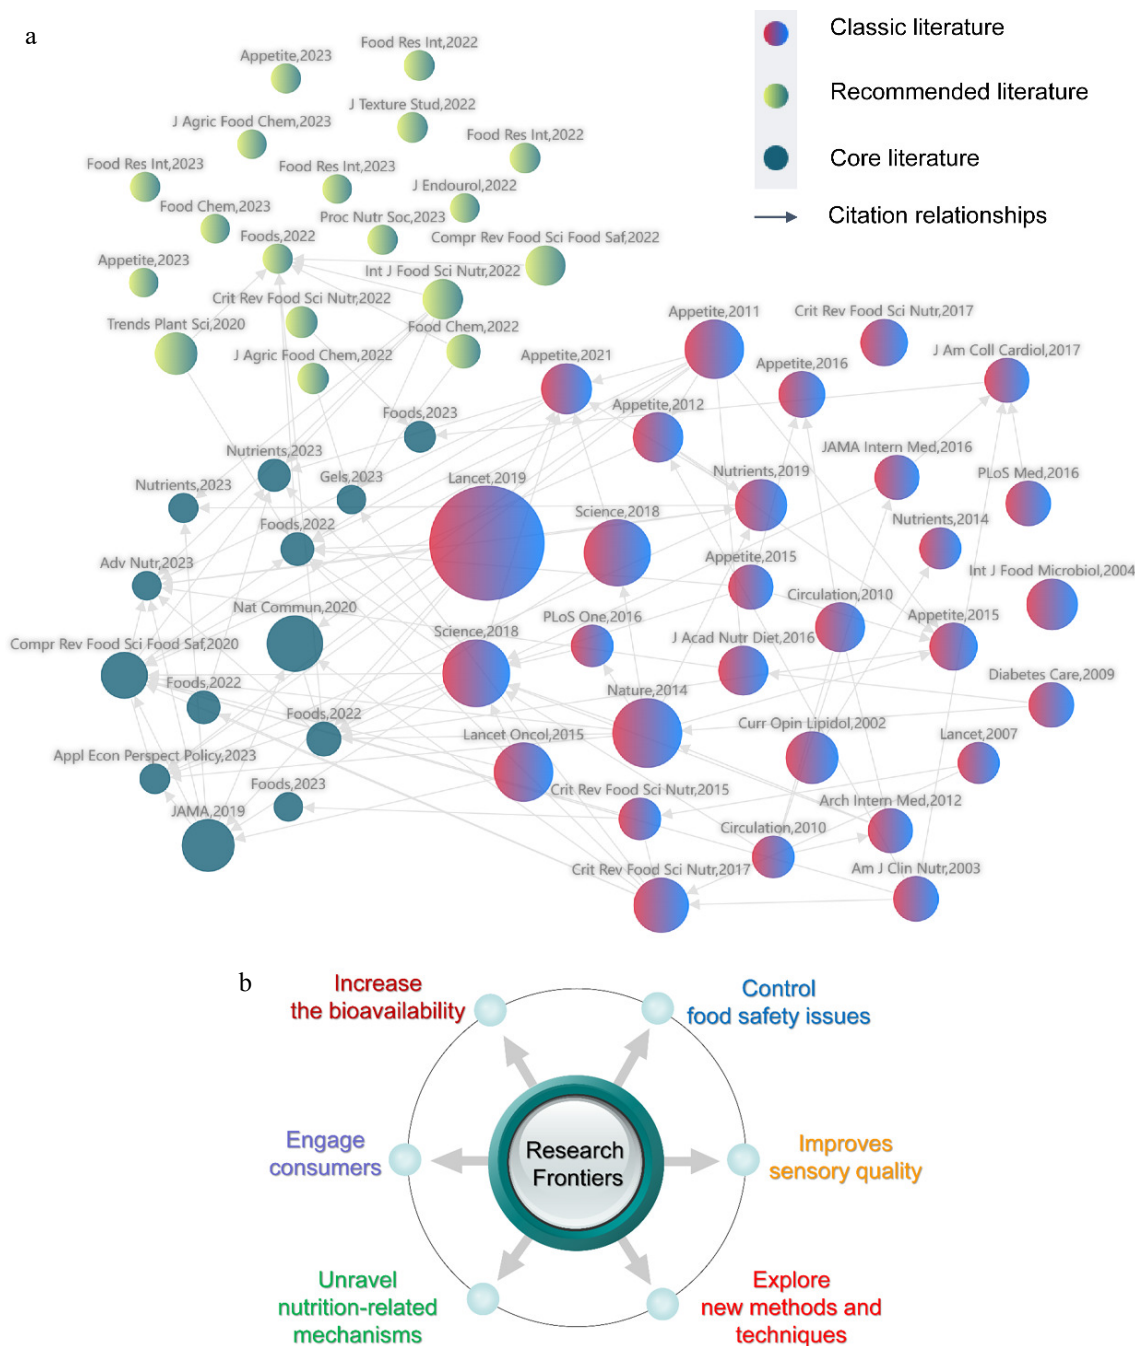 a
Classic literature
Recommended literature
Core literature
Citation relationships
Food Res Int,2022
Appetite,2023
J Texture Stud,2022
J Agric Food Chem,2023
Food Res Int,2022
Food Res Int,2023
Food Res Int,2023
J Endourol,2022
Food Chem,2023
Proc Nutr Soc,2023
Foods,2022
Compr Rev Food Sci Food Saf,2022
Appetite,2023
Int J Food Sci Nutr,2022
Crit Rev Food Sci Nutr,2022
Trends Plant Sci,2020
Food Chem,2022
J Agric Food Chem,2022
Appetite,2011
Crit Rev Food Sci Nutr,2017
Appetite,2021
Appetite,2016
J Am Coll Cardiol,2017
Foods,2023
Appetite,2012
Nutrients,2023
Gels,2023
Lancet,2019
Nutrients,2019
JAMA Intern Med,2016
PLoS Med,2016
Nutrients,2023
Foods,2022
Science,2018
Nutrients,2014
Adv Nutr,2023
Appetite,2015
Int J Food Microbiol,2004
Nat Commun,2020
Circulation,2010
Compr Rev Food Sci Food Saf,2020
Science,2018
PLoS One,2016
J Acad Nutr Diet,2016
Appetite,2015
Foods,2022
Foods,2022
Nature,2014
Diabetes Care,2009
Appl Econ Perspect Policy,2023
Lancet Oncol,2015
Curr Opin Lipidol,2002
Lancet,2007
Foods,2023
Crit Rev Food Sci Nutr,2015
Arch Intern Med,2012
JAMA,2019
Circulation,2010
Crit Rev Food Sci Nutr,2017
Am J Clin Nutr,2003
b
Increase
the bioavailability
Control
food safety issues
Engage
consumers
Research
Frontiers
Improves
sensory quality
Unravel
nutrition-related
mechanisms
Explore
new methods and
techniques